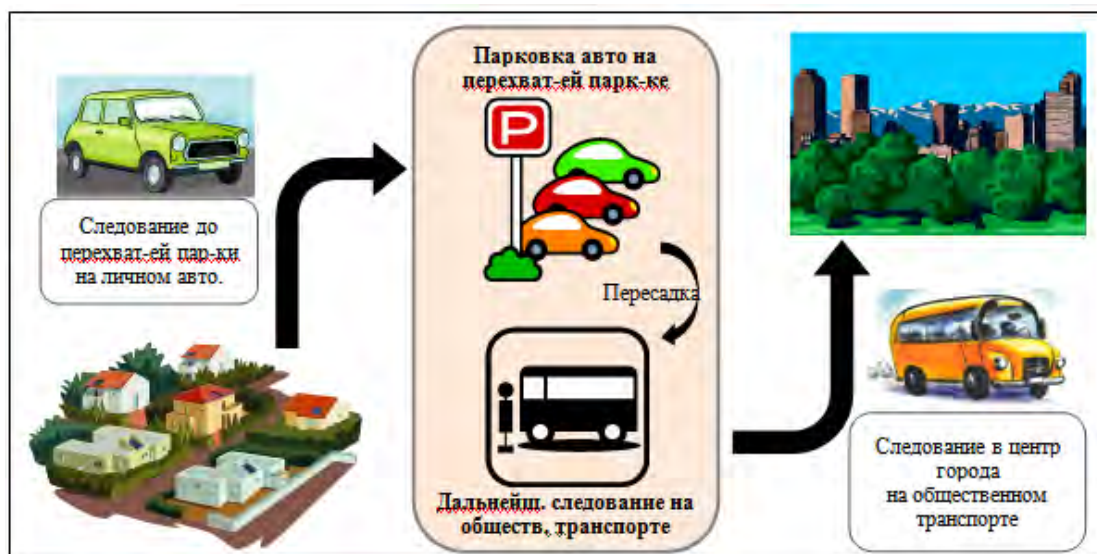 Следование до
перехват-ей пар-ки
на личном авто.
Парковка авто на
перехват-ей парк-ке
P
Пересадка
Дальнейш. следование на
обществ, транспорте
Следование в центр
города
на общественном
транспорте